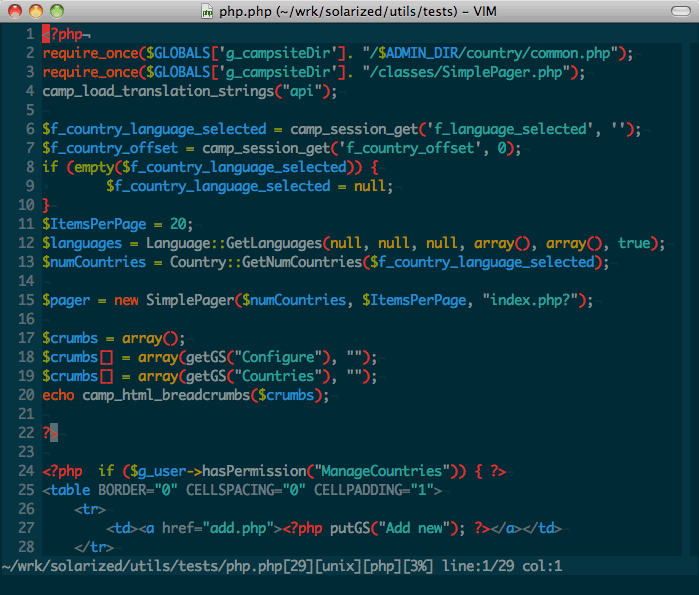 php.php (~/wrk/solarized/utils/tests) – VIM
1 <?php¬
2 require_once($GLOBALS['g_campsiteDir']. "/$ADMIN_DIR/country/common.php");¬
3 require_once($GLOBALS['g_campsiteDir']. "/classes/SimplePager.php");¬
4 camp_load_translation_strings("api");¬
5 ¬
6 $f_country_language_selected = camp_session_get('f_language_selected', '');¬
7 $f_country_offset = camp_session_get('f_country_offset', 0);¬
8 if (empty($f_country_language_selected)) {¬
9         $f_country_language_selected = null;¬
10 }¬
11 $ItemsPerPage = 20;¬
12 $languages = Language::GetLanguages(null, null, null, array(), array(), true);¬
13 $numCountries = Country::GetNumCountries($f_country_language_selected);¬
14 ¬
15 $pager = new SimplePager($numCountries, $ItemsPerPage, "index.php?");¬
16 ¬
17 $crumbs = array();¬
18 $crumbs[] = array(getGS("Configure"), "");¬
19 $crumbs[] = array(getGS("Countries"), "");¬
20 echo camp_html_breadcrumbs($crumbs);¬
21 ¬
22 ?>¬
23 ¬
24 <?php  if ($g_user->hasPermission("ManageCountries")) { ?>¬
25 <table BORDER="0" CELLSPACING="0" CELLPADDING="1">¬
26     <tr>¬
27         <td><a href="add.php"><?php putGS("Add new"); ?></a></td>¬
28     </tr>¬
~/wrk/solarized/utils/tests/php.php[29][unix][php][3%] line:1/29 col:1